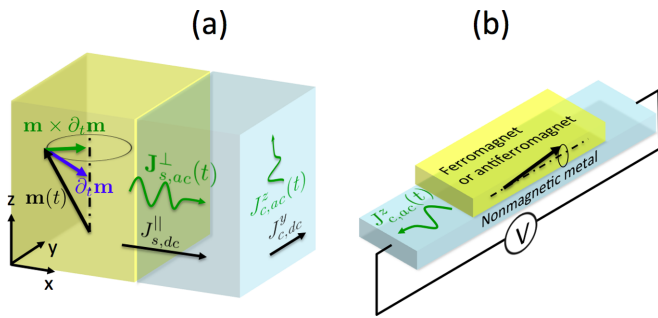 (a)
m × ∂ₜm
∂ₜm
m(t)
J⊥s,ac(t)
J||s,dc
Jzc,ac(t)
Jyc,dc
z
y
x
(b)
Ferromagnet
or antiferromagnet
Nonmagnetic metal
Jzc,ac(t)
V